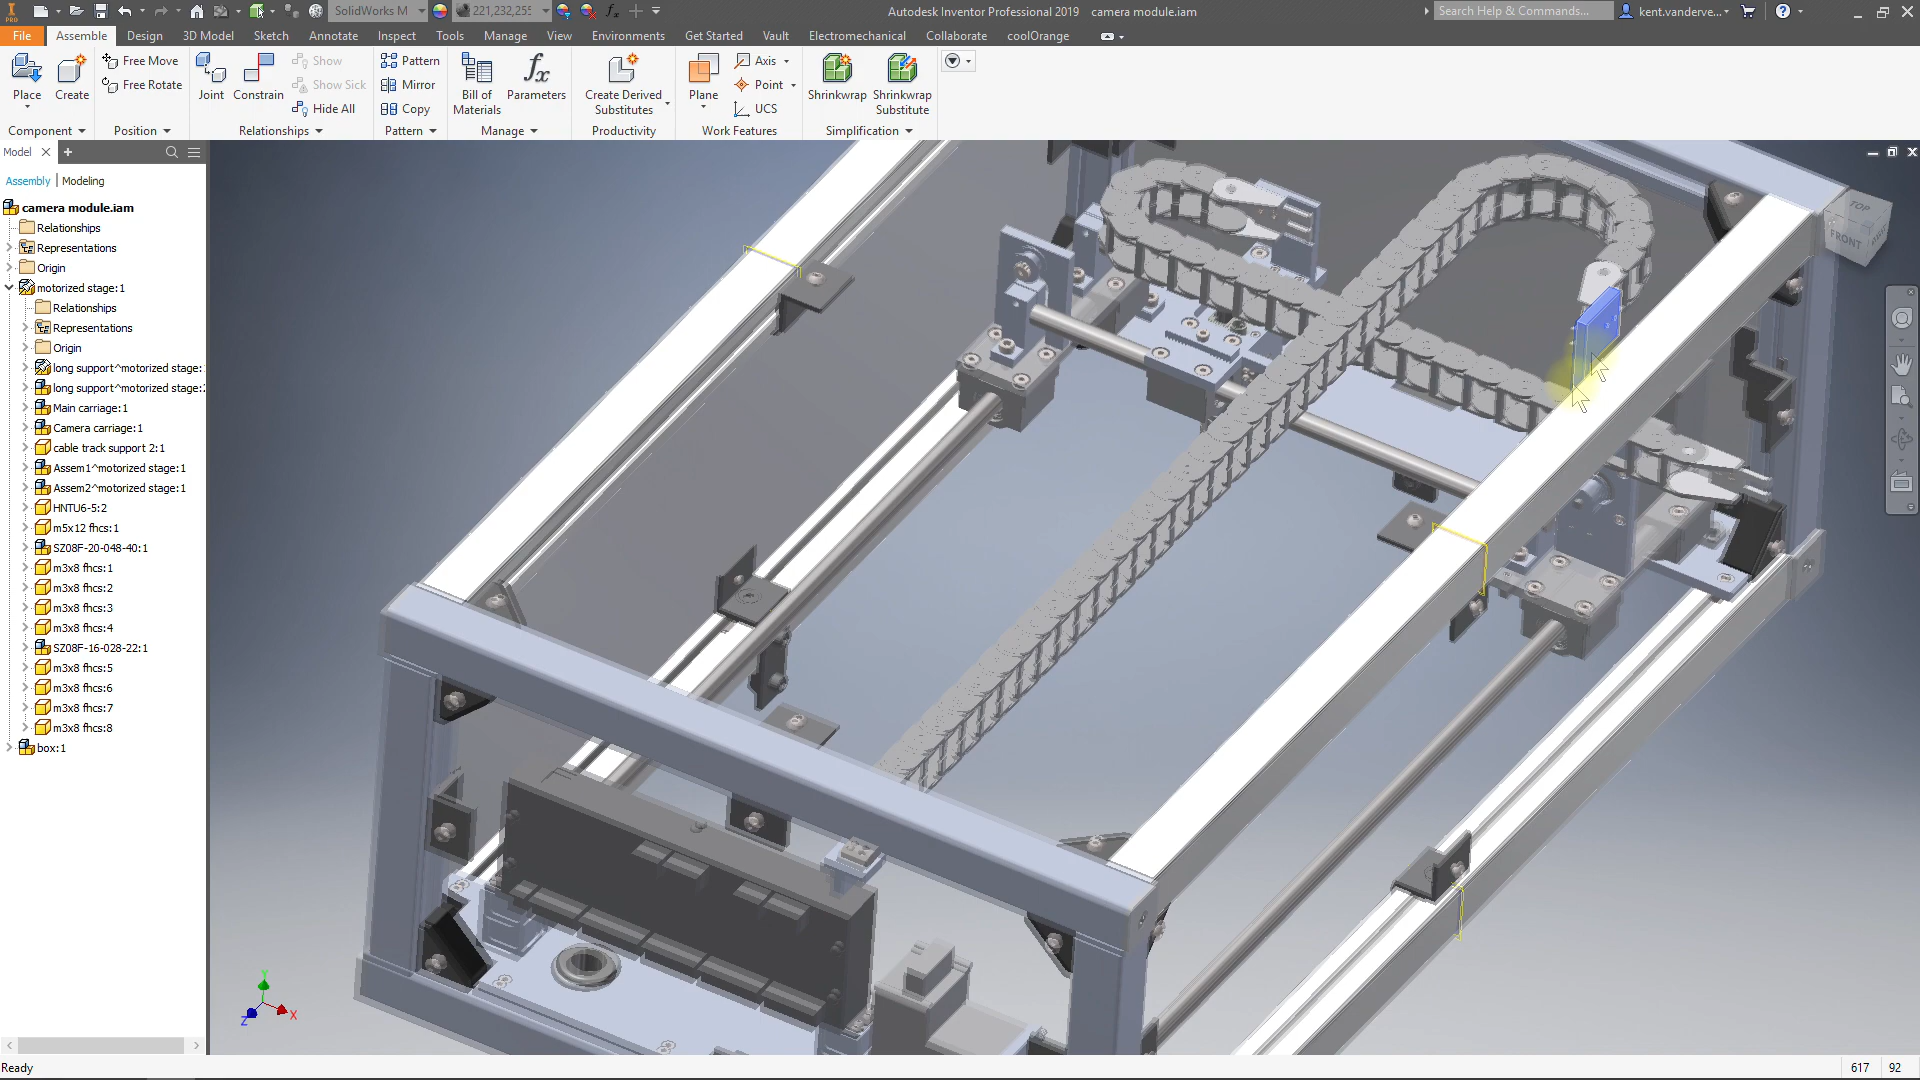 PRO
SolidWorks M
221,232,255
Autodesk Inventor Professional 2019 camera module.iam
Search Help & Commands...
kent.vanderve...
File
Assemble
Design
3D Model
Sketch
Annotate
Inspect
Tools
Manage
View
Environments
Get Started
Vault
Electromechanical
Collaborate
coolOrange
Place
Create
Free Move
Free Rotate
Joint
Constrain
Show
Show Sick
Hide All
Pattern
Mirror
Copy
Bill of
Materials
Parameters
Create Derived
Substitutes
Plane
Axis
Point
UCS
Shrinkwrap
Shrinkwrap
Substitute
Component
Position
Relationships
Pattern
Manage
Productivity
Work Features
Simplification
Model
Assembly
Modeling
camera module.iam
Relationships
Representations
Origin
motorized stage:1
Relationships
Representations
Origin
long support^motorized stage:
long support^motorized stage:
Main carriage:1
Camera carriage:1
cable track support 2:1
Assem1^motorized stage:1
Assem2^motorized stage:1
HNTU6-5:2
m5x12 fhcs:1
SZ08F-20-048-40:1
m3x8 fhcs:1
m3x8 fhcs:2
m3x8 fhcs:3
m3x8 fhcs:4
SZ08F-16-028-22:1
m3x8 fhcs:5
m3x8 fhcs:6
m3x8 fhcs:7
m3x8 fhcs:8
box:1
TOP
FRONT
Y
X
Z
Ready
617
92